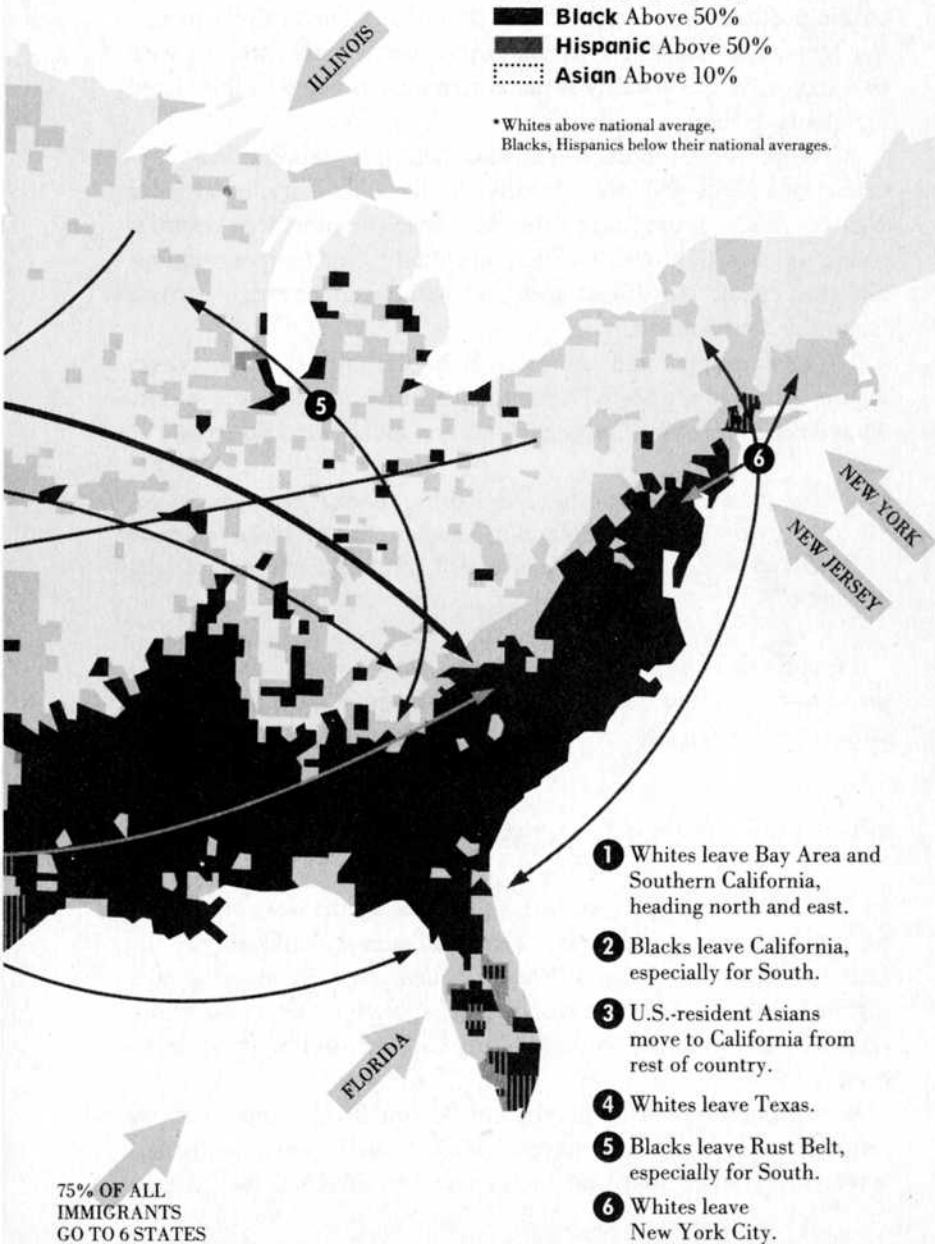 Black Above 50%
Hispanic Above 50%
Asian Above 10%
*Whites above national average,
Blacks, Hispanics below their national averages.
ILLINOIS
5
6
NEW YORK
NEW JERSEY
FLORIDA
75% OF ALL
IMMIGRANTS
GO TO 6 STATES
1 Whites leave Bay Area and
Southern California,
heading north and east.
2 Blacks leave California,
especially for South.
3 U.S.-resident Asians
move to California from
rest of country.
4 Whites leave Texas.
5 Blacks leave Rust Belt,
especially for South.
6 Whites leave
New York City.